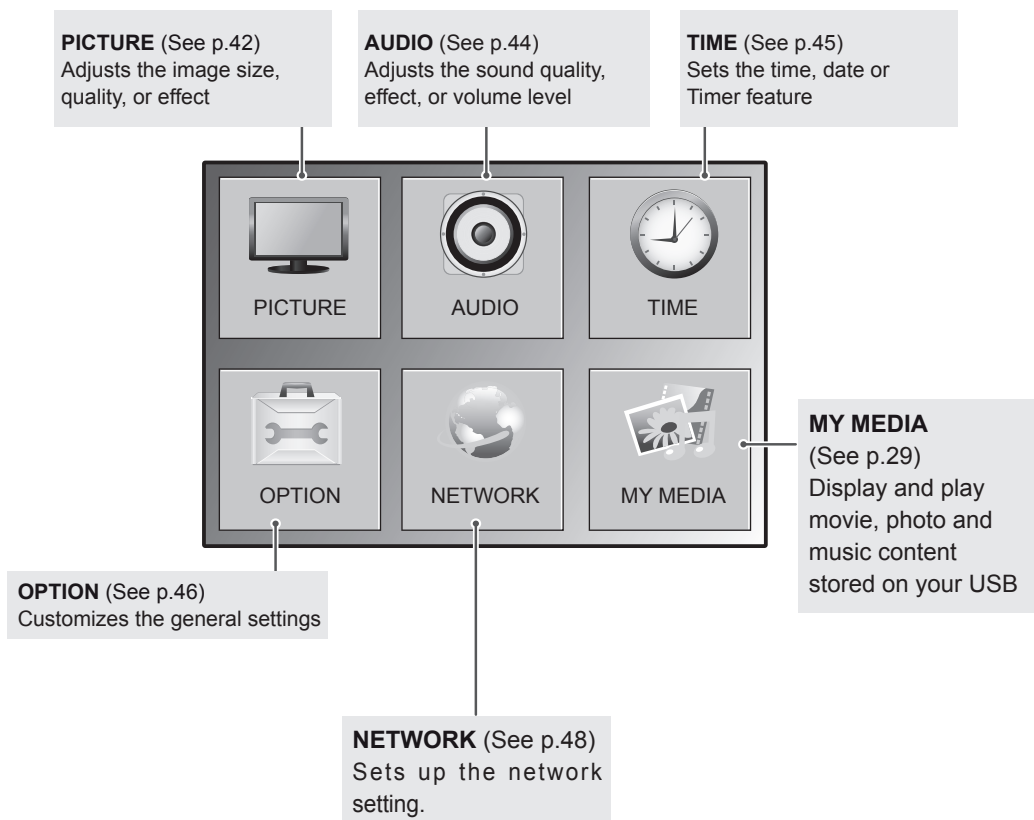 PICTURE (See p.42)
Adjusts the image size,
quality, or effect
AUDIO (See p.44)
Adjusts the sound quality,
effect, or volume level
TIME (See p.45)
Sets the time, date or
Timer feature
PICTURE
AUDIO
TIME
OPTION
NETWORK
MY MEDIA
MY MEDIA
(See p.29)
Display and play
movie, photo and
music content
stored on your USB
OPTION (See p.46)
Customizes the general settings
NETWORK (See p.48)
Sets up the network
setting.